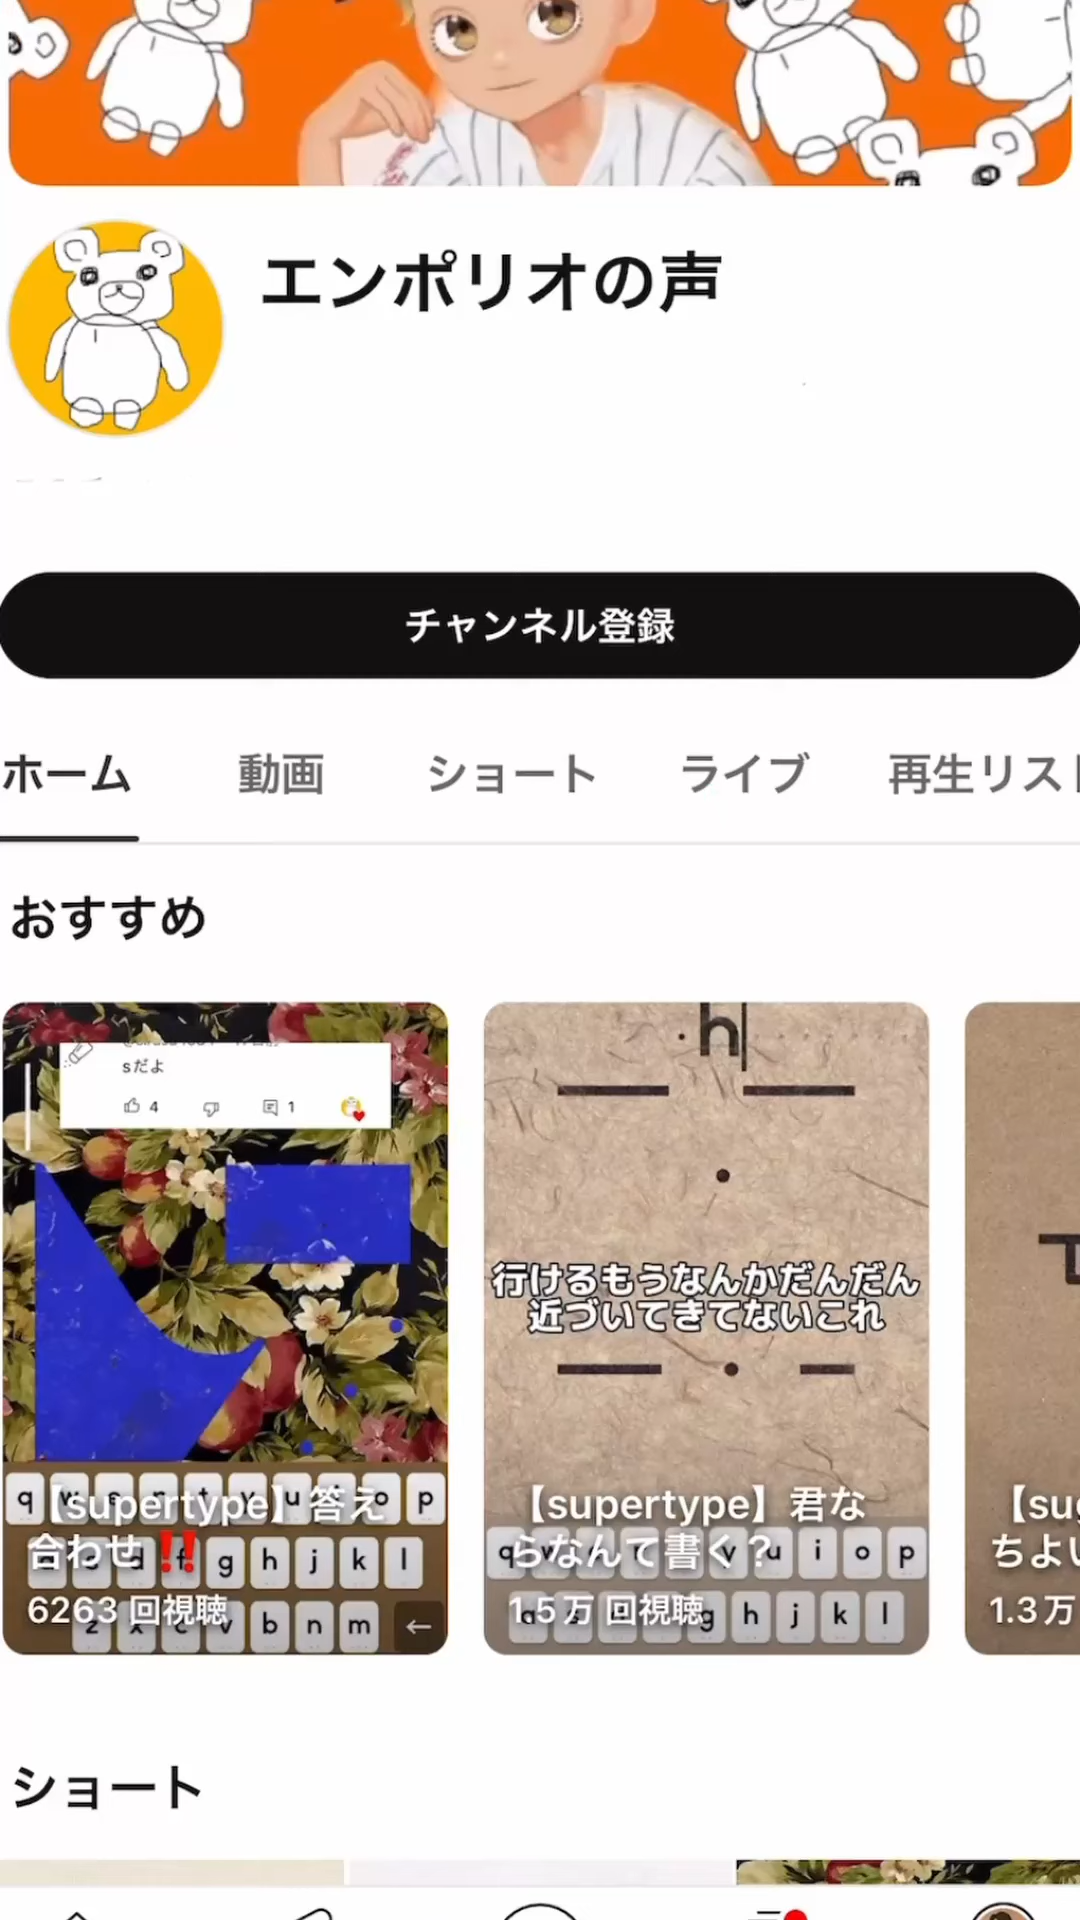 エンポリオの声
チャンネル登録
ホーム
動画
ショート
ライブ
再生リスト
おすすめ
sだよ
4
1
【supertype】答え
合わせ‼️
6263 回視聴
h
行けるもうなんかだんだん
近づいてきてないこれ
【supertype】君な
らなんて書く?
1.5万 回視聴
1.3万
q w e r t y u i o p
g h j k l
z x c v b n m
q u i o p
g h j k l
ショート